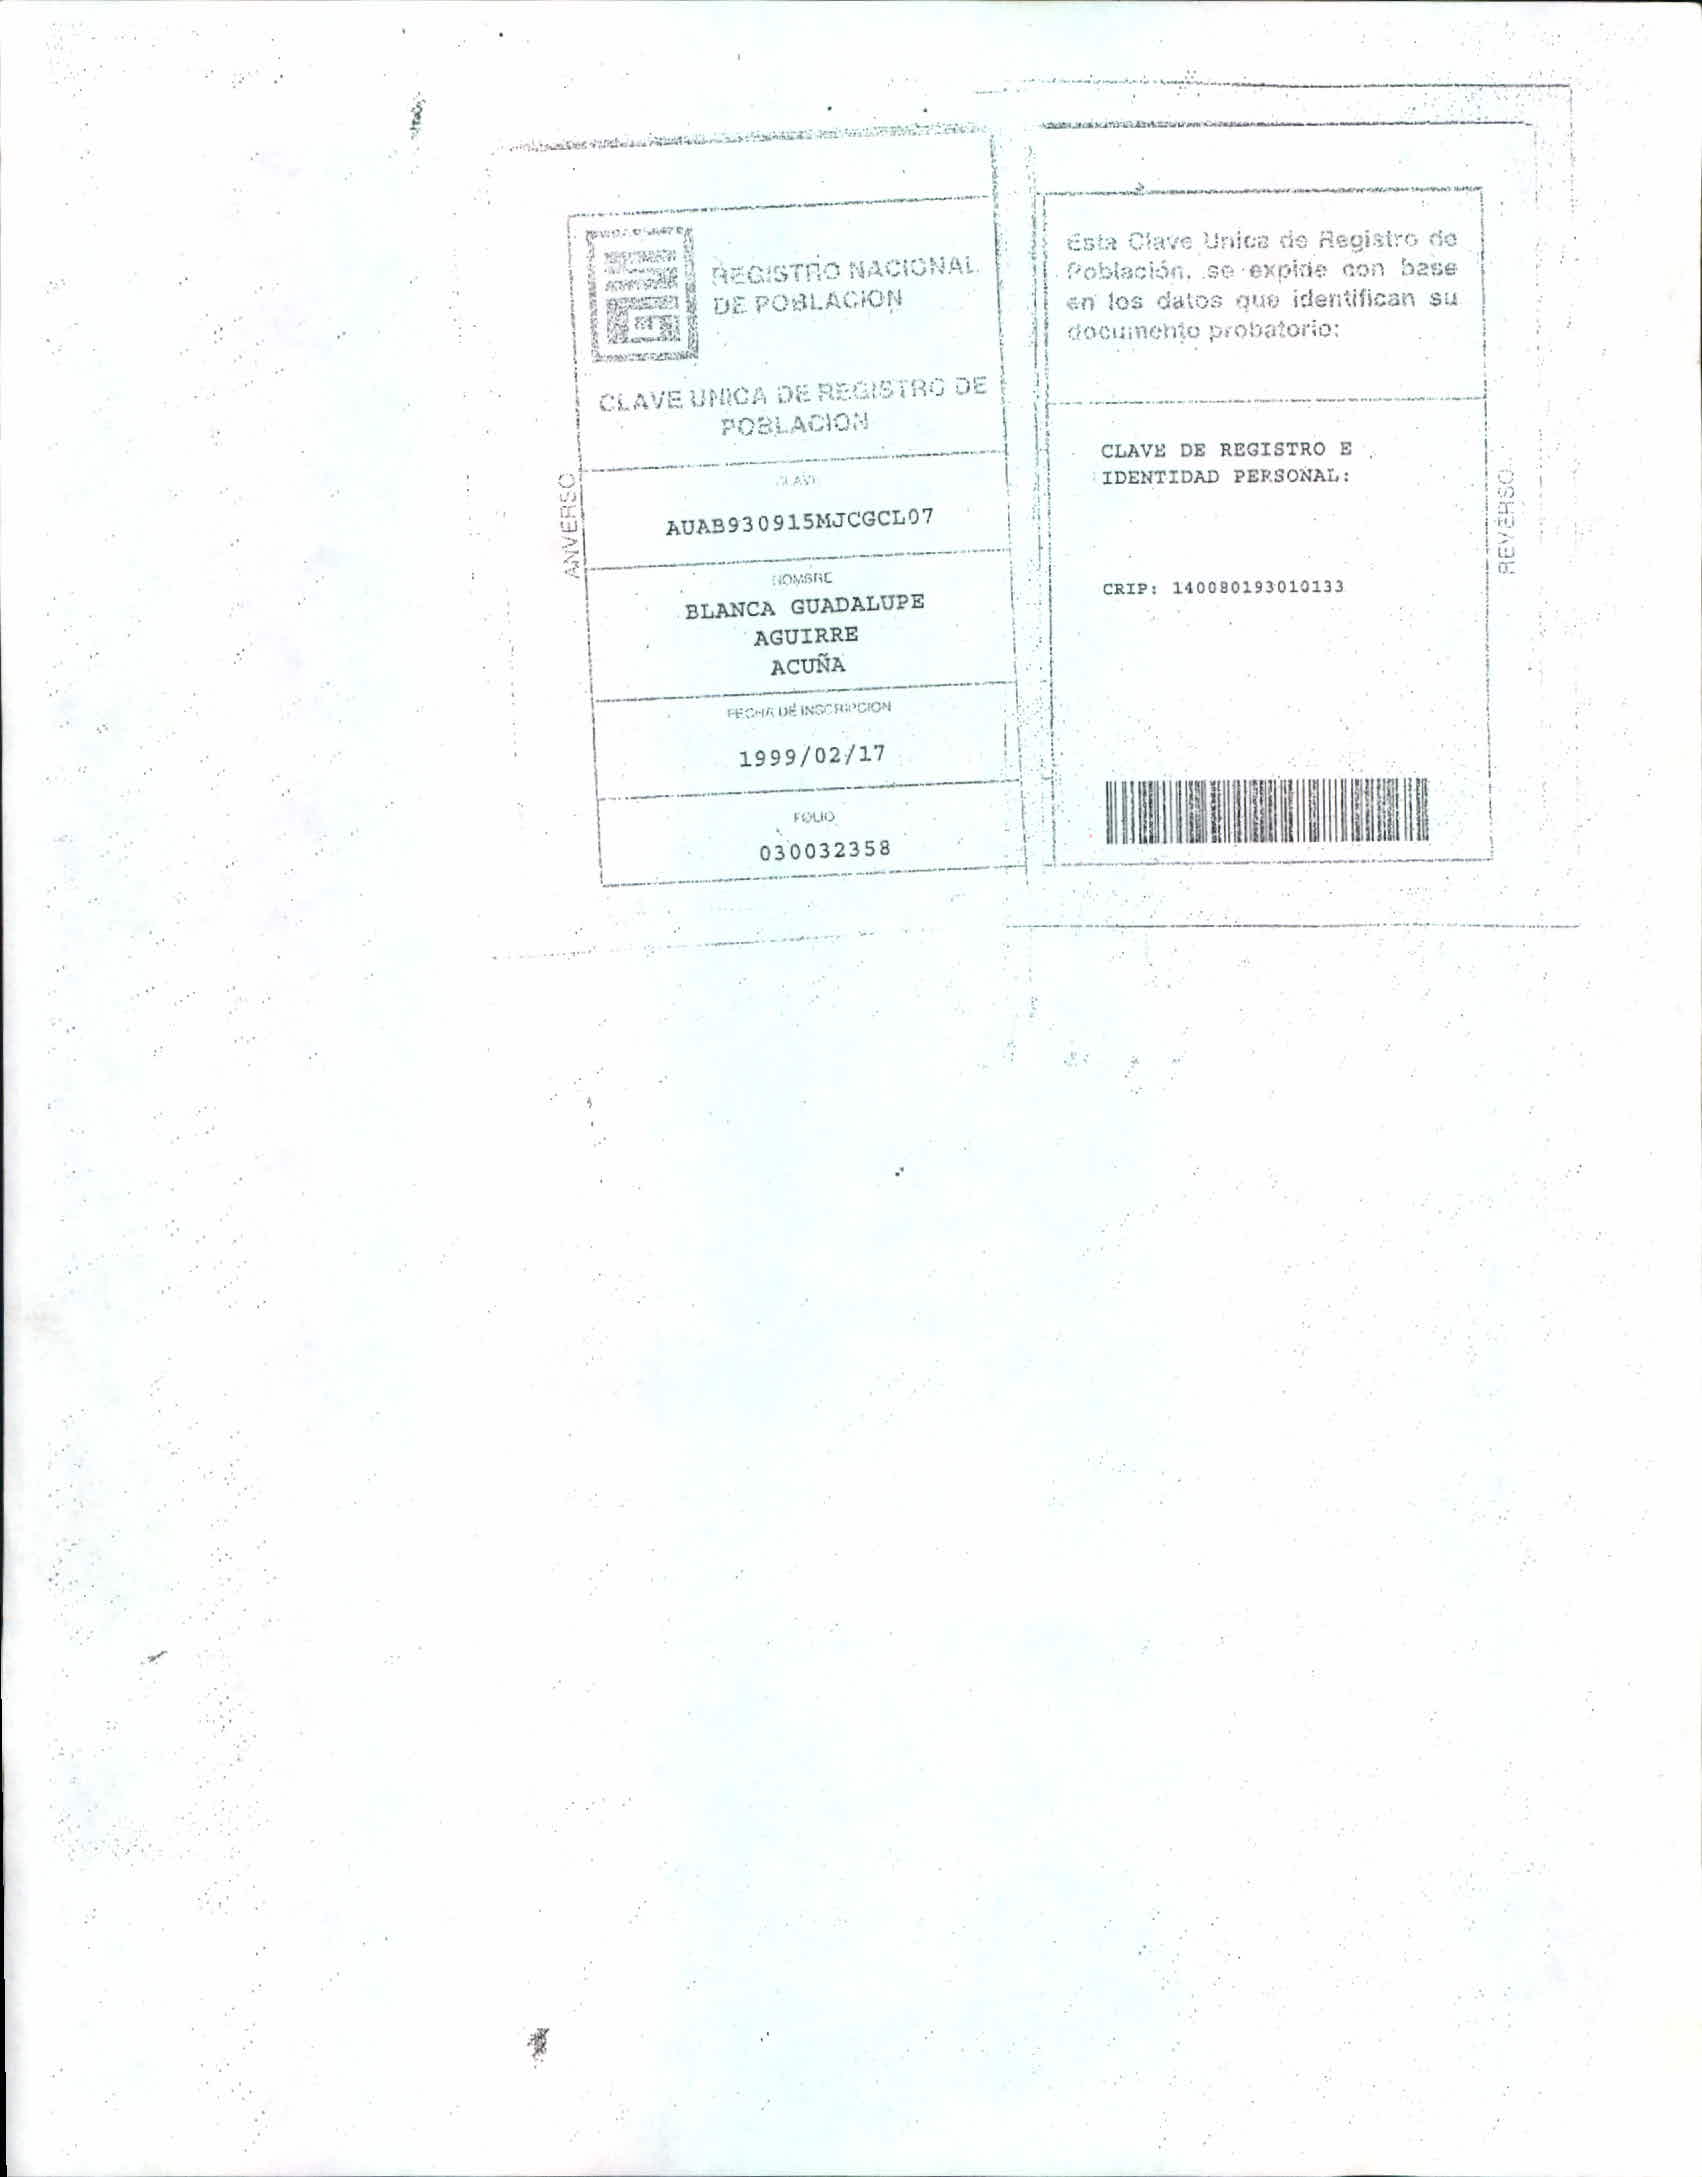 REGISTRO NACIONAL
DE POBLACION
CLAVE UNICA DE REGISTRO DE
POBLACION
ANVERSO
CLAVE
AUAB930915MJCGCL07
NOMBRE
BLANCA GUADALUPE
AGUIRRE
ACUÑA
FECHA DE INSCRIPCION
1999/02/17
FOLIO
030032358
Esta Clave Unica de Registro de
Población, se expide con base
en los datos que identifican su
documento probatorio:
CLAVE DE REGISTRO E
IDENTIDAD PERSONAL:
CRIP: 140080193010133
REVERSO